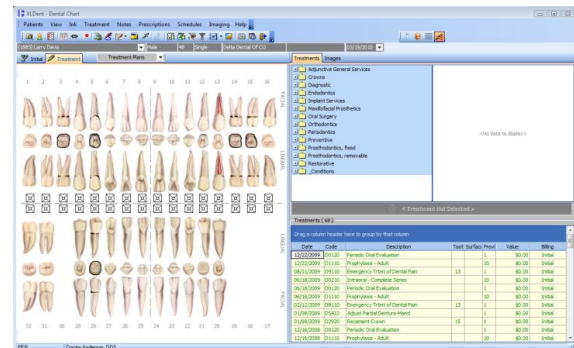 XLDent - Dental Chart
Patients View Ink Treatment Notes Prescriptions Schedules Imaging Help
(1885) Larry Davis Male 48 Single Delta Dental Of CO 03/19/2010
Initial Treatment Treatment Plans
Treatments Images
1 2 3 4 5 6 7 8 9 10 11 12 13 14 15 16
FACIAL
LINGUAL
LINGUAL
32 31 28 27 26 25 24 23 22 21 20 19 18 17
Adjunctive General Services
Crowns
Diagnostic
Endodontics
Implant Services
Maxillofacial Prosthetics
Oral Surgery
Orthodontics
Periodontics
Preventive
Prosthodontics, fixed
Prosthodontics, removable
Restorative
_Conditions
<No data to display>
< Treatment Not Selected >
Treatments ( 68 )
Drag a column header here to group by that column
Date Code Description Toot Surfac Provi Value Billing
12/22/2009 D0120 Periodic Oral Evaluation 1 $0.00 Initial
12/22/2009 D1110 Prophylaxis - Adult 10 $0.00 Initial
08/31/2009 D9110 Emergency Trtmt of Dental Pain 13 1 $0.00 Initial
06/18/2009 D0210 Intraoral - Complete Series 10 $0.00 Initial
06/18/2009 D0120 Periodic Oral Evaluation 1 $0.00 Initial
06/18/2009 D1110 Prophylaxis - Adult 10 $0.00 Initial
02/12/2009 D9110 Emergency Trtmt of Dental Pain 13 1 $0.00 Initial
01/08/2009 D5422 Adjust Partial Denture-Mand 1 $0.00 Initial
01/08/2009 D2920 Recement Crown 15 1 $0.00 Initial
12/16/2008 D0120 Periodic Oral Evaluation 1 $0.00 Initial
12/16/2008 D1110 Prophylaxis - Adult 10 $0.00 Initial
Doctor Anderson, DDS